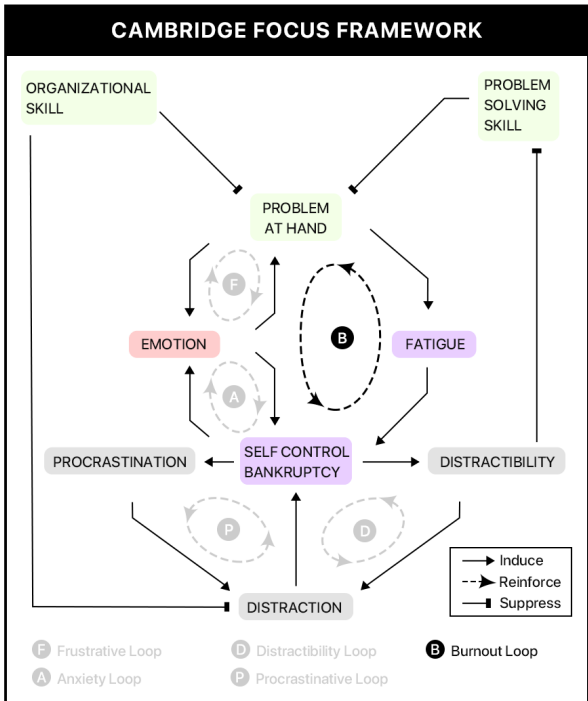 CAMBRIDGE FOCUS FRAMEWORK
ORGANIZATIONAL
SKILL
PROBLEM
SOLVING
SKILL
PROBLEM
AT HAND
F
EMOTION
B
FATIGUE
A
PROCRASTINATION
SELF CONTROL
BANKRUPTCY
DISTRACTIBILITY
P
D
DISTRACTION
Induce
Reinforce
Suppress
F Frustrative Loop
D Distractibility Loop
B Burnout Loop
A Anxiety Loop
P Procrastinative Loop